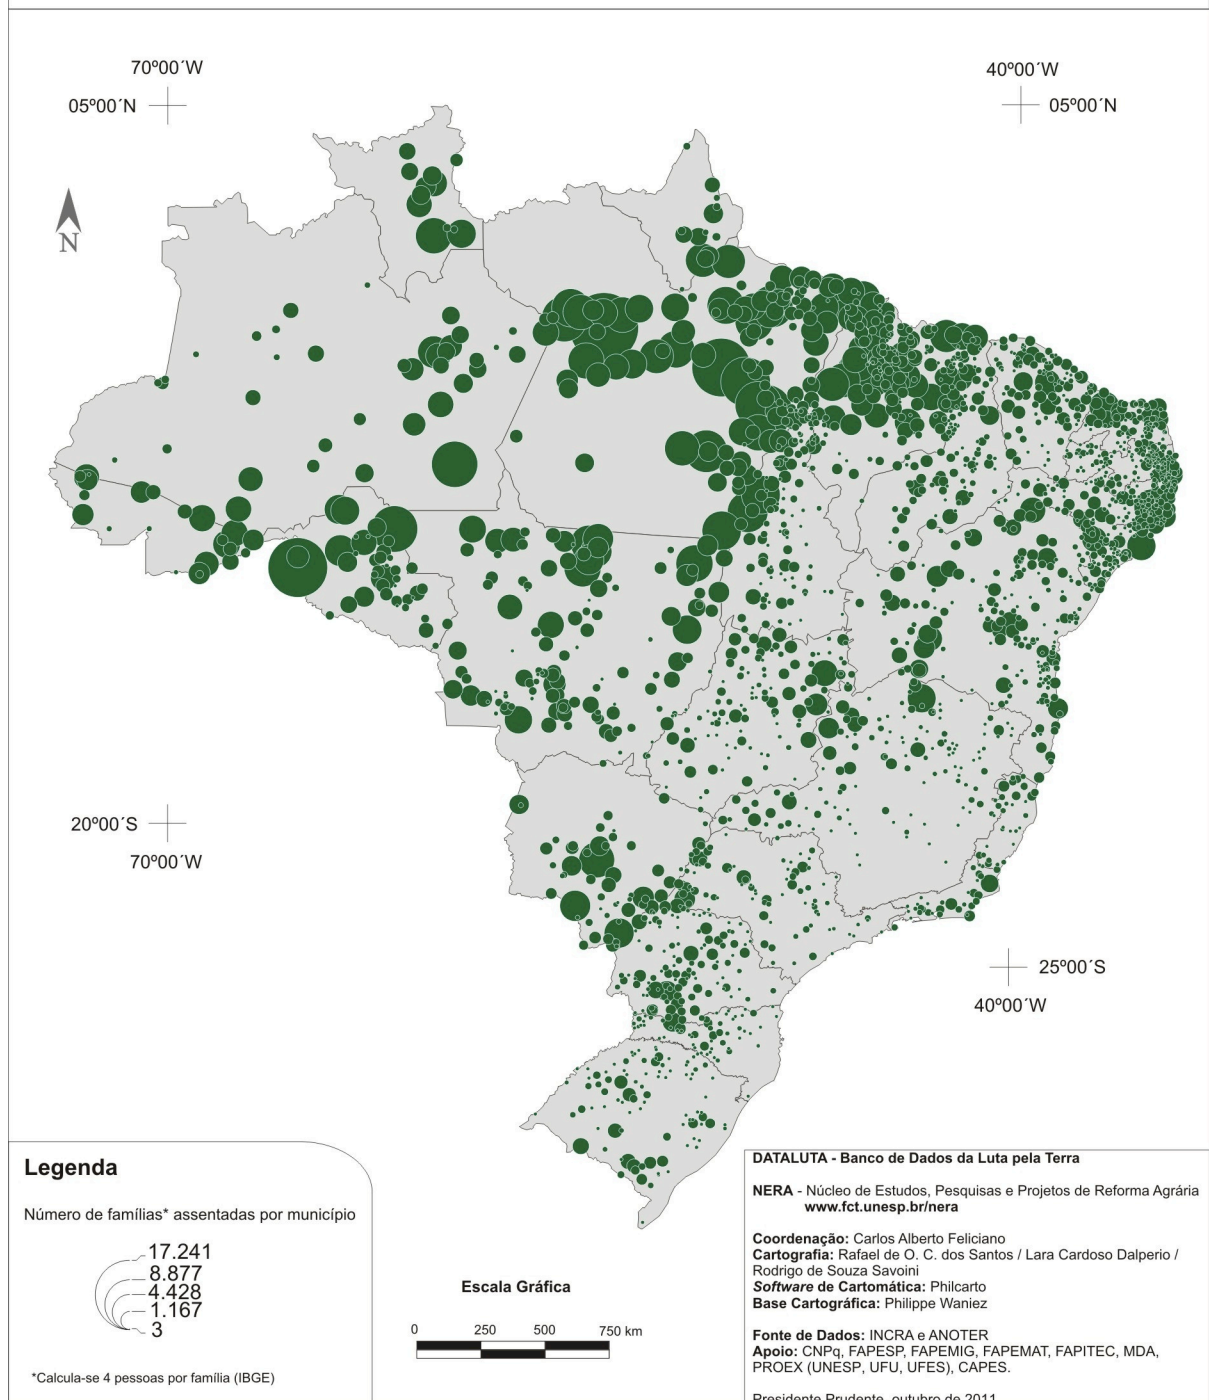 70º00´W
40º00´W
05º00´N
05º00´N
N
20º00´S
70º00´W
25º00´S
40º00´W
Legenda
Número de famílias* assentadas por município
17.241
8.877
4.428
1.167
3
*Calcula-se 4 pessoas por família (IBGE)
Escala Gráfica
0 250 500 750 km
DATALUTA - Banco de Dados da Luta pela Terra
NERA - Núcleo de Estudos, Pesquisas e Projetos de Reforma Agrária
www.fct.unesp.br/nera
Coordenação: Carlos Alberto Feliciano
Cartografia: Rafael de O. C. dos Santos / Lara Cardoso Dalperio /
Rodrigo de Souza Savoini
Software de Cartomática: Philcarto
Base Cartográfica: Philippe Waniez
Fonte de Dados: INCRA e ANOTER
Apoio: CNPq, FAPESP, FAPEMIG, FAPEMAT, FAPITEC, MDA,
PROEX (UNESP, UFU, UFES), CAPES.
Presidente Prudente, outubro de 2011